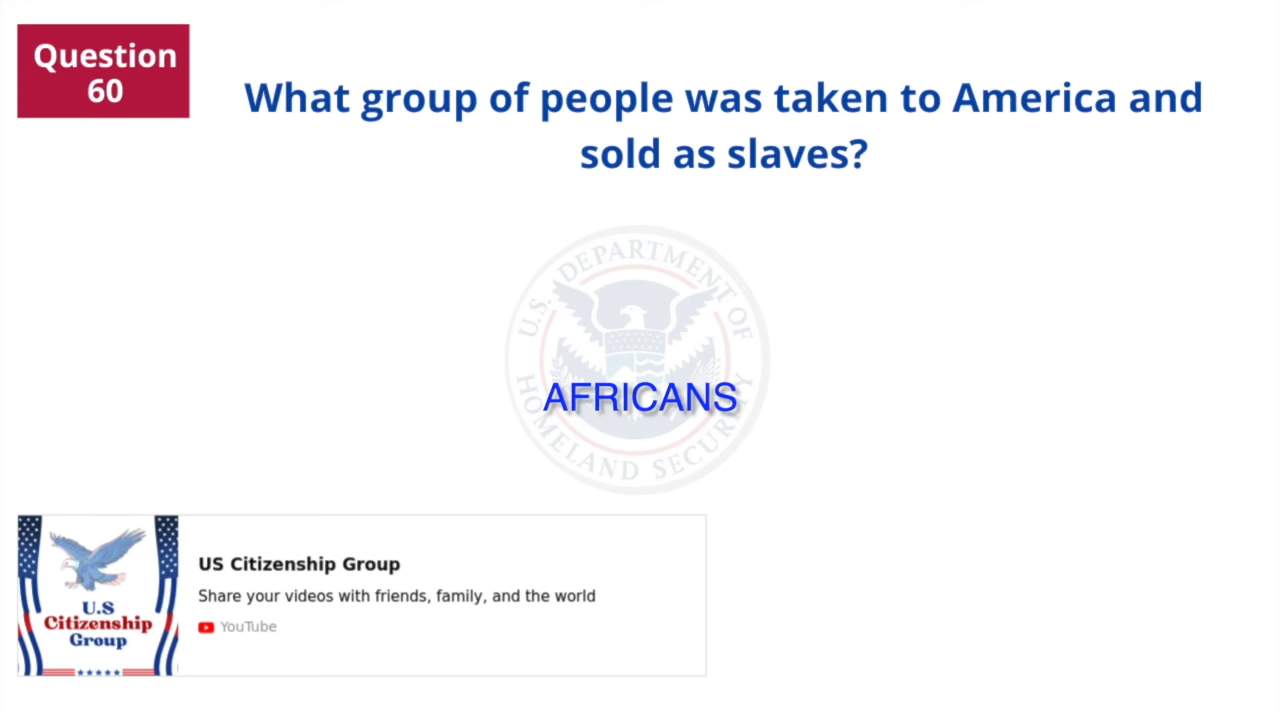 Question
60
What group of people was taken to America and
sold as slaves?
U.S. DEPARTMENT OF
HOMELAND SECURITY
AFRICANS
U.S
Citizenship
Group
US Citizenship Group
Share your videos with friends, family, and the world
YouTube